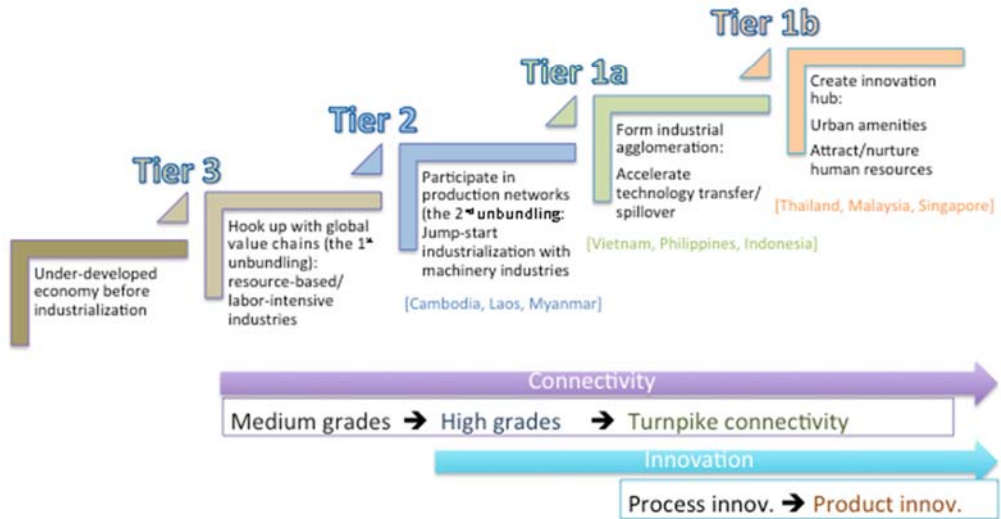 Tier 1b
Tier 1a
Tier 2
Tier 3
Under-developed
economy before
industrialization
Hook up with global
value chains (the 1st
unbundling):
resource-based/
labor-intensive
industries
Participate in
production networks
(the 2nd unbundling:
Jump-start
industrialization with
machinery industries
[Cambodia, Laos, Myanmar]
Form industrial
agglomeration:
Accelerate
technology transfer/
spillover
[Vietnam, Philippines, Indonesia]
Create innovation
hub:
Urban amenities
Attract/nurture
human resources
[Thailand, Malaysia, Singapore]
Connectivity
Medium grades ➔ High grades ➔ Turnpike connectivity
Innovation
Process innov. ➔ Product innov.